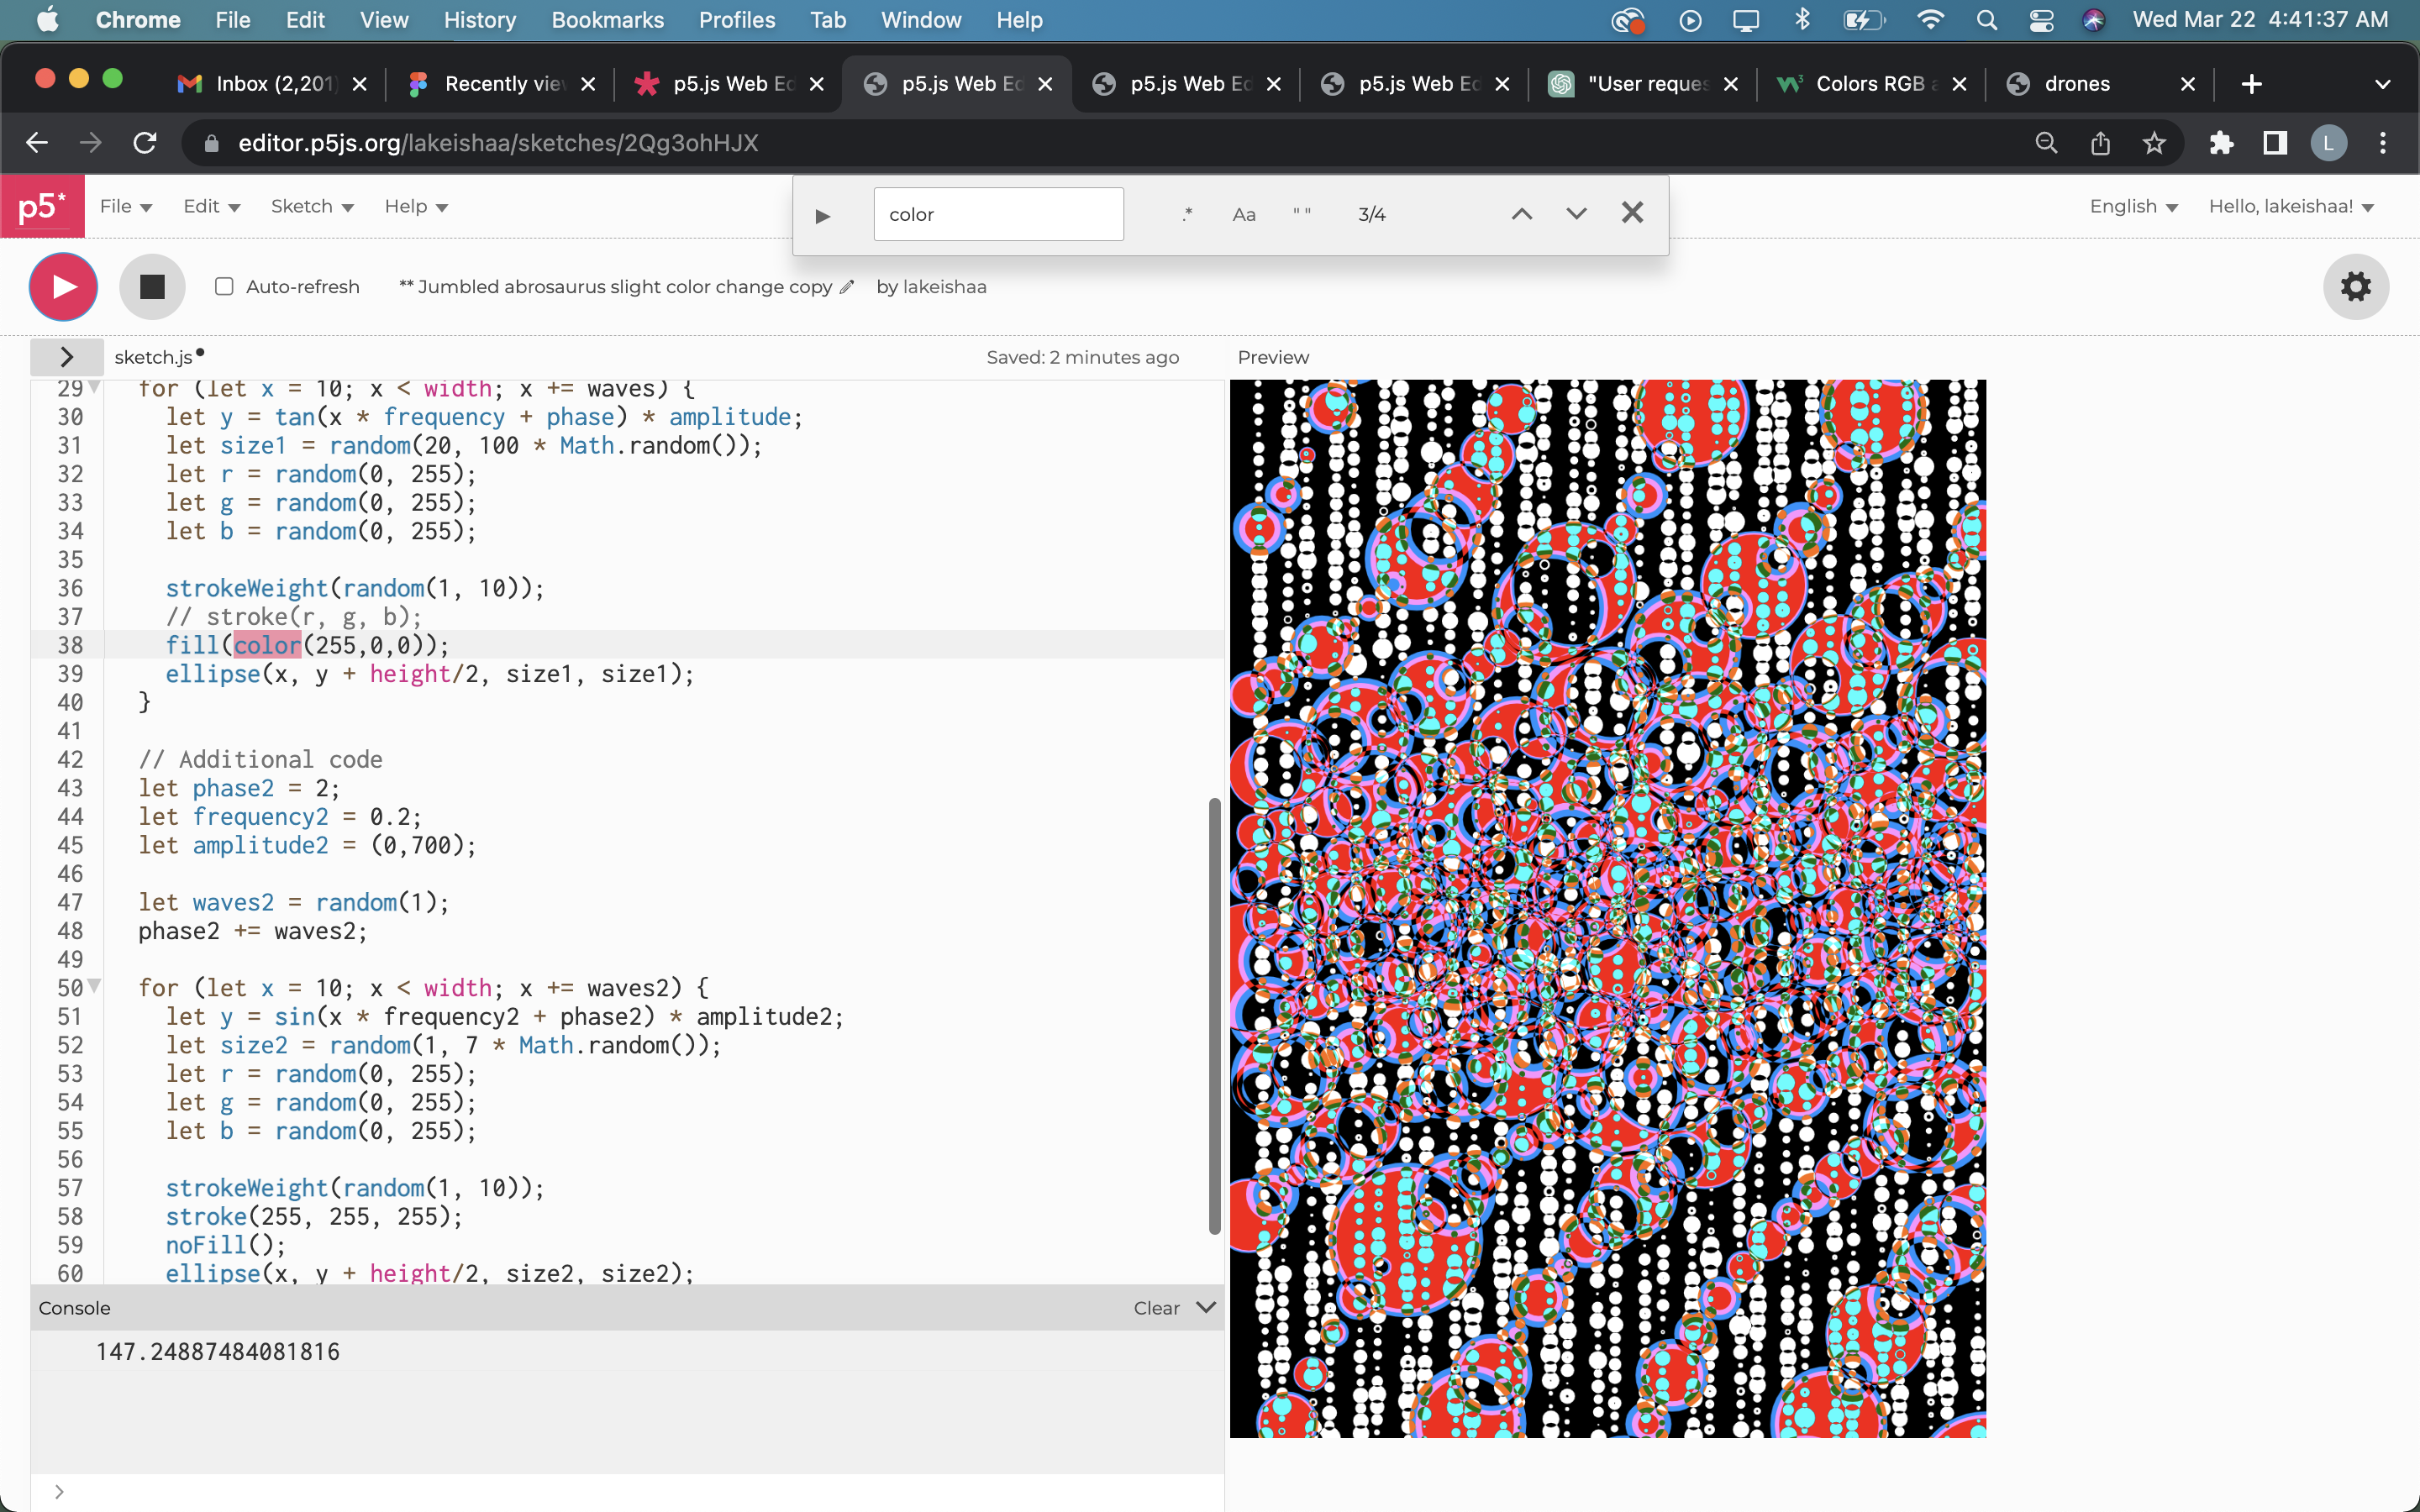 Chrome File Edit View History Bookmarks Profiles Tab Window Help Wed Mar 22 4:41:37 AM
Inbox (2,201) Recently vie p5.js Web Ed p5.js Web Ed p5.js Web Ed p5.js Web Ed "User reques Colors RGB a drones
editor.p5js.org/lakeishaa/sketches/2Qg3ohHJX L
p5* File Edit Sketch Help color .* Aa " " 3/4 English Hello, lakeishaa!
Auto-refresh ** Jumbled abrosaurus slight color change copy by lakeishaa
sketch.js Saved: 2 minutes ago Preview
29 for (let x = 10; x < width; x += waves) {
30 let y = tan(x * frequency + phase) * amplitude;
31 let size1 = random(20, 100 * Math.random());
32 let r = random(0, 255);
33 let g = random(0, 255);
34 let b = random(0, 255);
35
36 strokeWeight(random(1, 10));
37 // stroke(r, g, b);
38 fill(color(255,0,0));
39 ellipse(x, y + height/2, size1, size1);
40 }
41
42 // Additional code
43 let phase2 = 2;
44 let frequency2 = 0.2;
45 let amplitude2 = (0,700);
46
47 let waves2 = random(1);
48 phase2 += waves2;
49
50 for (let x = 10; x < width; x += waves2) {
51 let y = sin(x * frequency2 + phase2) * amplitude2;
52 let size2 = random(1, 7 * Math.random());
53 let r = random(0, 255);
54 let g = random(0, 255);
55 let b = random(0, 255);
56
57 strokeWeight(random(1, 10));
58 stroke(255, 255, 255);
59 noFill();
60 ellipse(x, y + height/2, size2, size2);
Console Clear
147.24887484081816